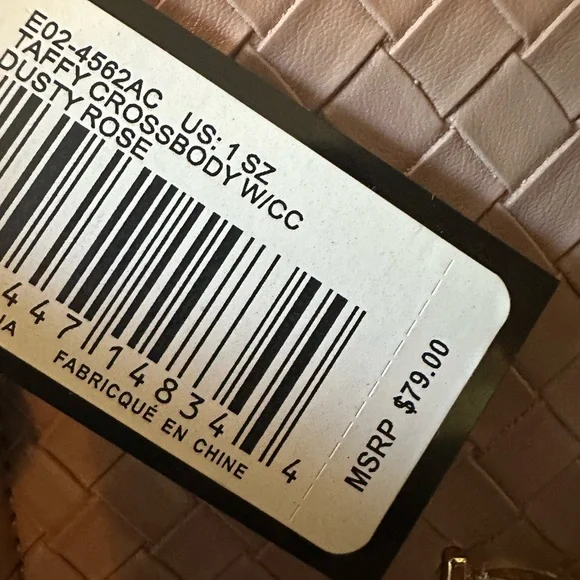 E02-4562AC US: 1 SZ
TAFFY CROSSBODY W/CC
DUSTY ROSE
447 14834 4
FABRIQUÉ EN CHINE
MSRP $79.00